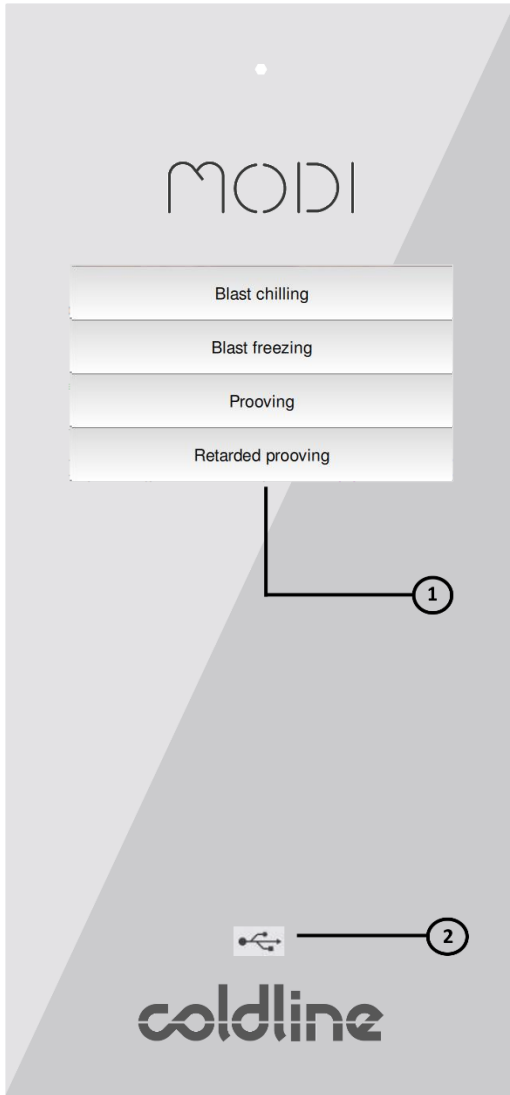 MODI
Blast chilling
Blast freezing
Prooving
Retarded prooving
1
2
coldline